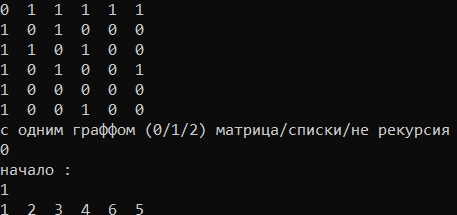 0 1 1 1 1 1
1 0 1 0 0 0
1 1 0 1 0 0
1 0 1 0 0 1
1 0 0 0 0 0
1 0 0 1 0 0
с одним граффом (0/1/2) матрица/списки/не рекурсия
0
начало :
1
1 2 3 4 6 5